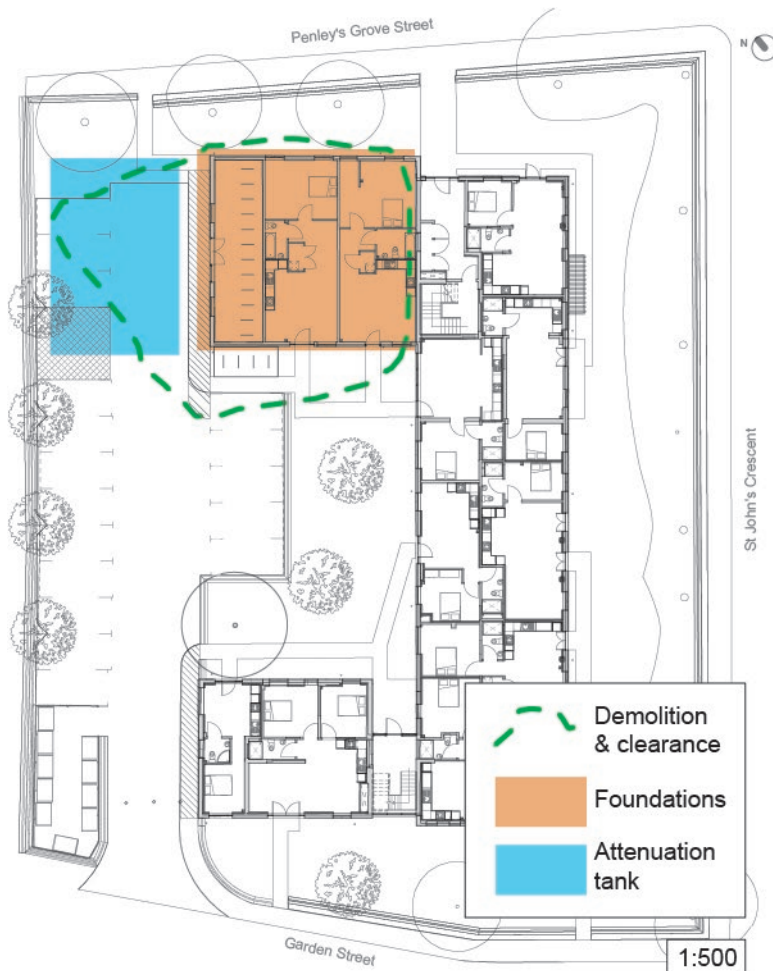 Penley's Grove Street
N
St John's Crescent
Demolition
& clearance
Foundations
Attenuation
tank
Garden Street
1:500